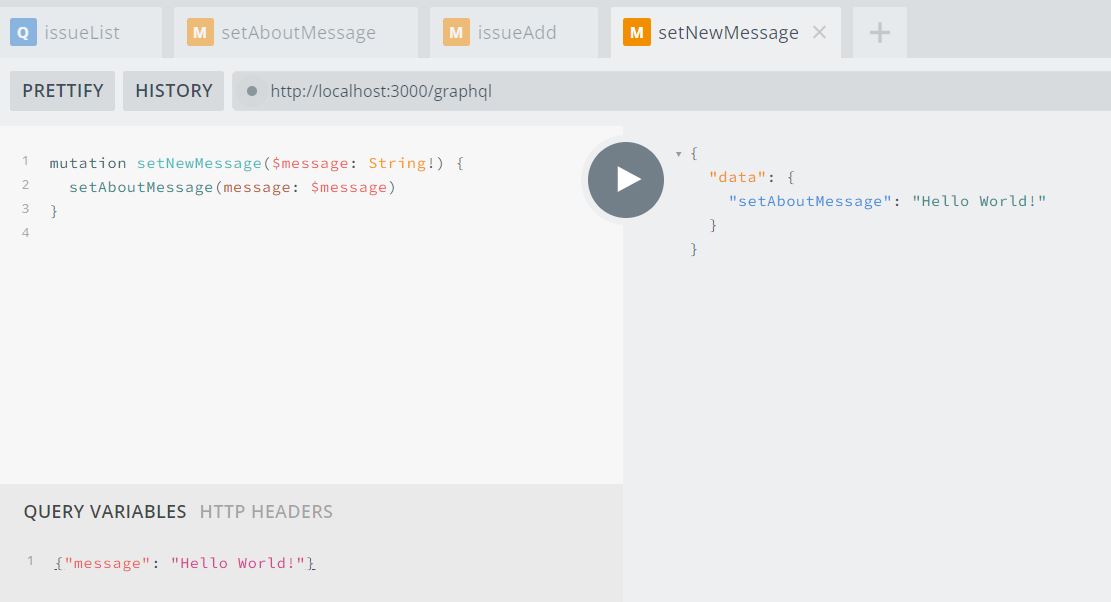 Q issueList M setAboutMessage M issueAdd M setNewMessage × +
PRETTIFY HISTORY http://localhost:3000/graphql
1 mutation setNewMessage($message: String!) {
2 setAboutMessage(message: $message)
3 }
4
{
"data": {
"setAboutMessage": "Hello World!"
}
}
QUERY VARIABLES HTTP HEADERS
1 {"message": "Hello World!"}